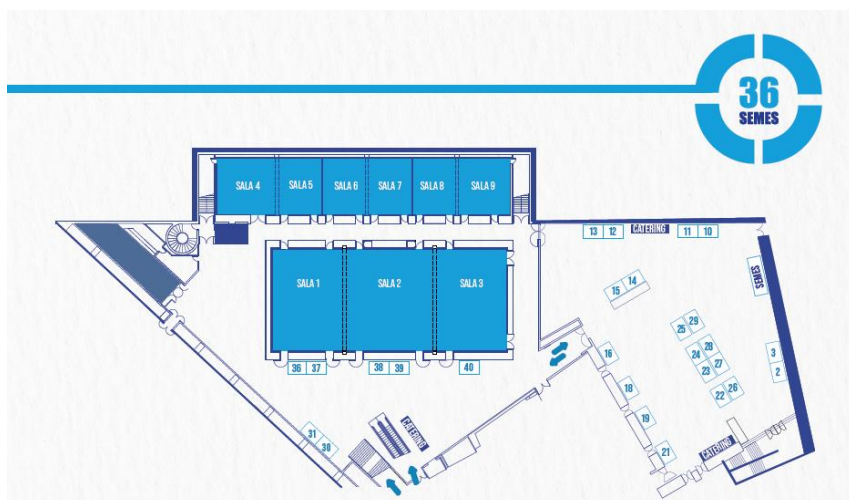 36
SEMES
SALA 4
SALA 5
SALA 6
SALA 7
SALA 8
SALA 9
13 12
CATERING
11 10
SEMES
SALA 1
SALA 2
SALA 3
15 14
25 29
24 28
23 27
22 26
3
2
16
18
19
21
36 37
38 39
40
31 30
CATERING
CATERING